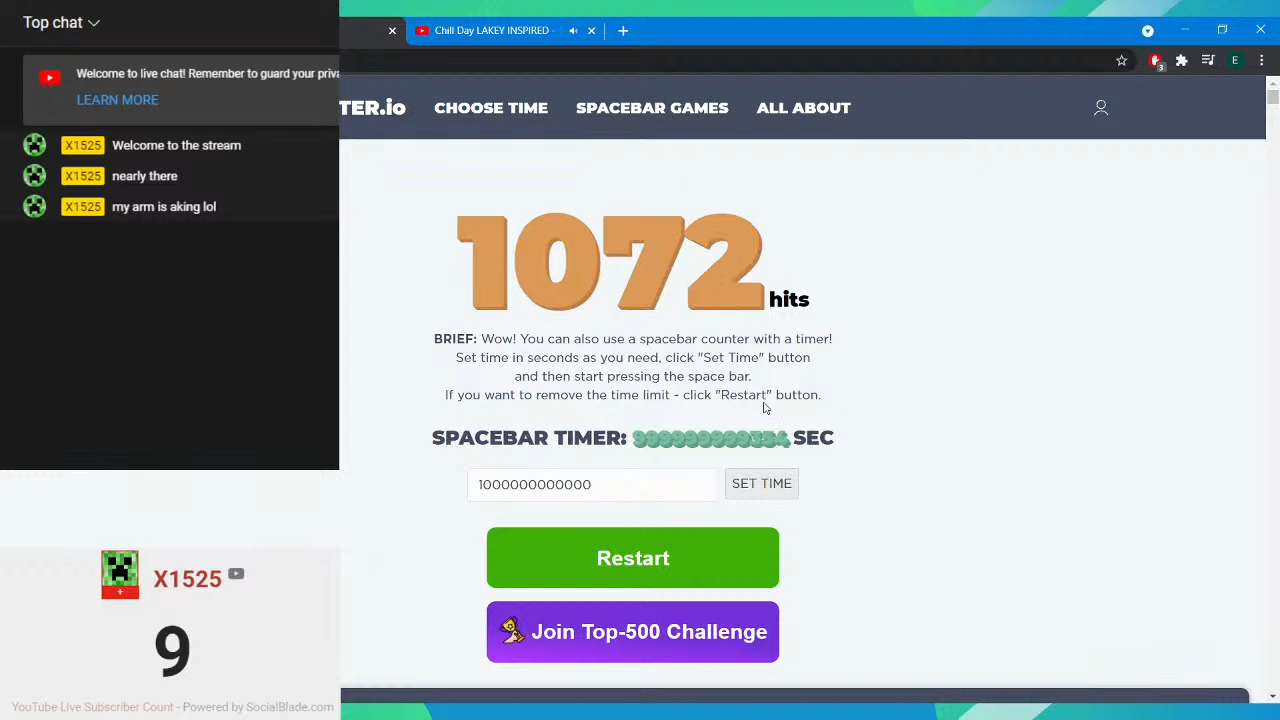 Top chat
Welcome to live chat! Remember to guard your priva
LEARN MORE
X1525 Welcome to the stream
X1525 nearly there
X1525 my arm is aking lol
X1525
9
YouTube Live Subscriber Count - Powered by SocialBlade.com
Chill Day LAKEY INSPIRED -
3
E
TER.io CHOOSE TIME SPACEBAR GAMES ALL ABOUT
1072 hits
BRIEF: Wow! You can also use a spacebar counter with a timer!
Set time in seconds as you need, click "Set Time" button
and then start pressing the space bar.
If you want to remove the time limit - click "Restart" button.
SPACEBAR TIMER: SEC
1000000000000 SET TIME
Restart
Join Top-500 Challenge